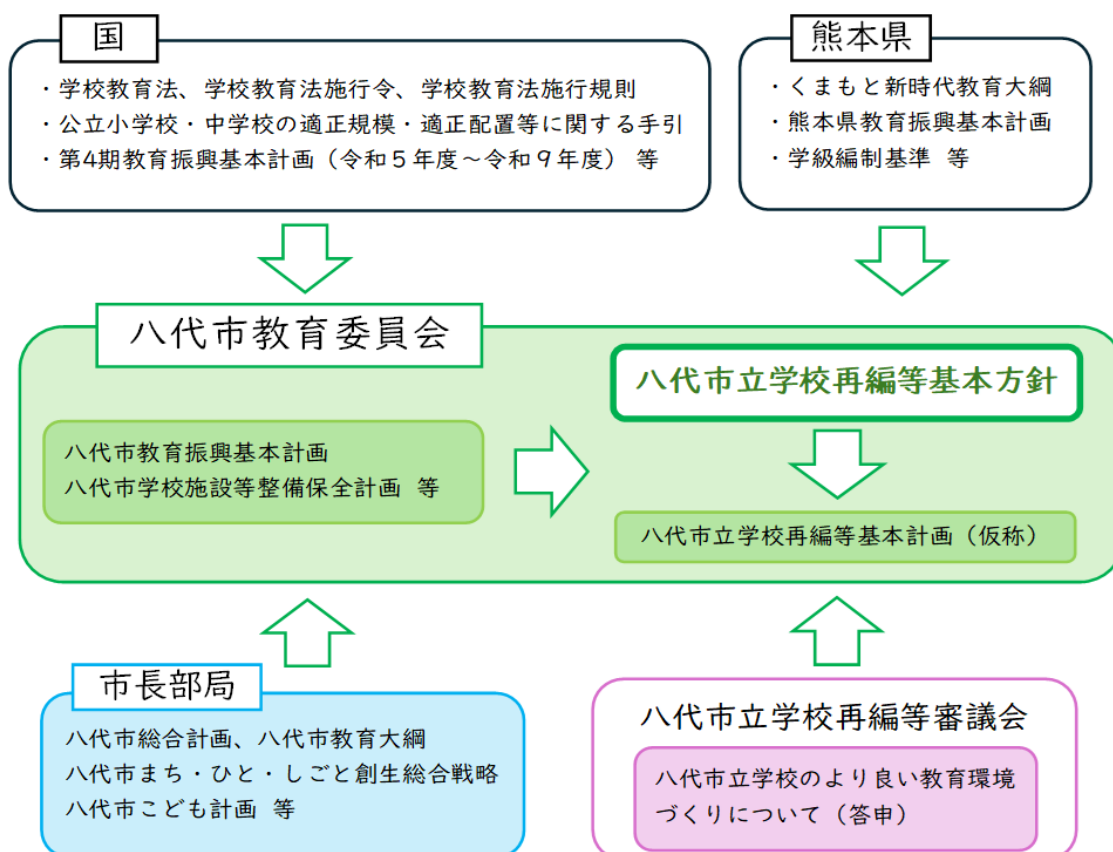 国
・学校教育法、学校教育法施行令、学校教育法施行規則
・公立小学校・中学校の適正規模・適正配置等に関する手引
・第4期教育振興基本計画（令和５年度～令和９年度） 等
熊本県
・くまもと新時代教育大綱
・熊本県教育振興基本計画
・学級編制基準 等
八代市教育委員会
八代市教育振興基本計画
八代市学校施設等整備保全計画 等
八代市立学校再編等基本方針
八代市立学校再編等基本計画（仮称）
市長部局
八代市総合計画、八代市教育大綱
八代市まち・ひと・しごと創生総合戦略
八代市こども計画 等
八代市立学校再編等審議会
八代市立学校のより良い教育環境
づくりについて（答申）